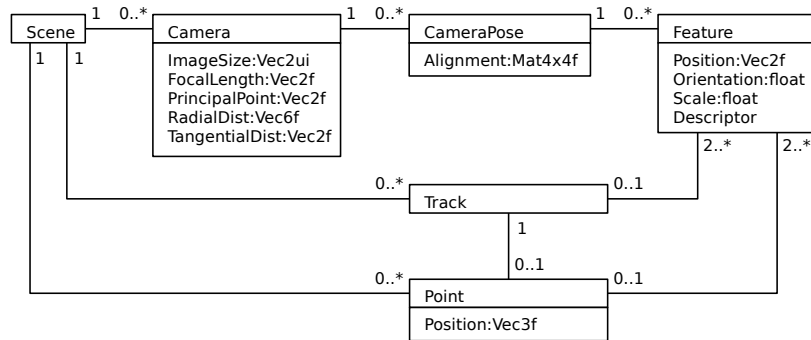 1 0..* 1 0..* 1 0..*
Scene Camera CameraPose Feature
1 1 ImageSize:Vec2ui Alignment:Mat4x4f Position:Vec2f
FocalLength:Vec2f Orientation:float
PrincipalPoint:Vec2f Scale:float
RadialDist:Vec6f Descriptor
TangentialDist:Vec2f
2..* 2..*
0..* 0..1
Track
1
0..1
0..* 0..1
Point
Position:Vec3f